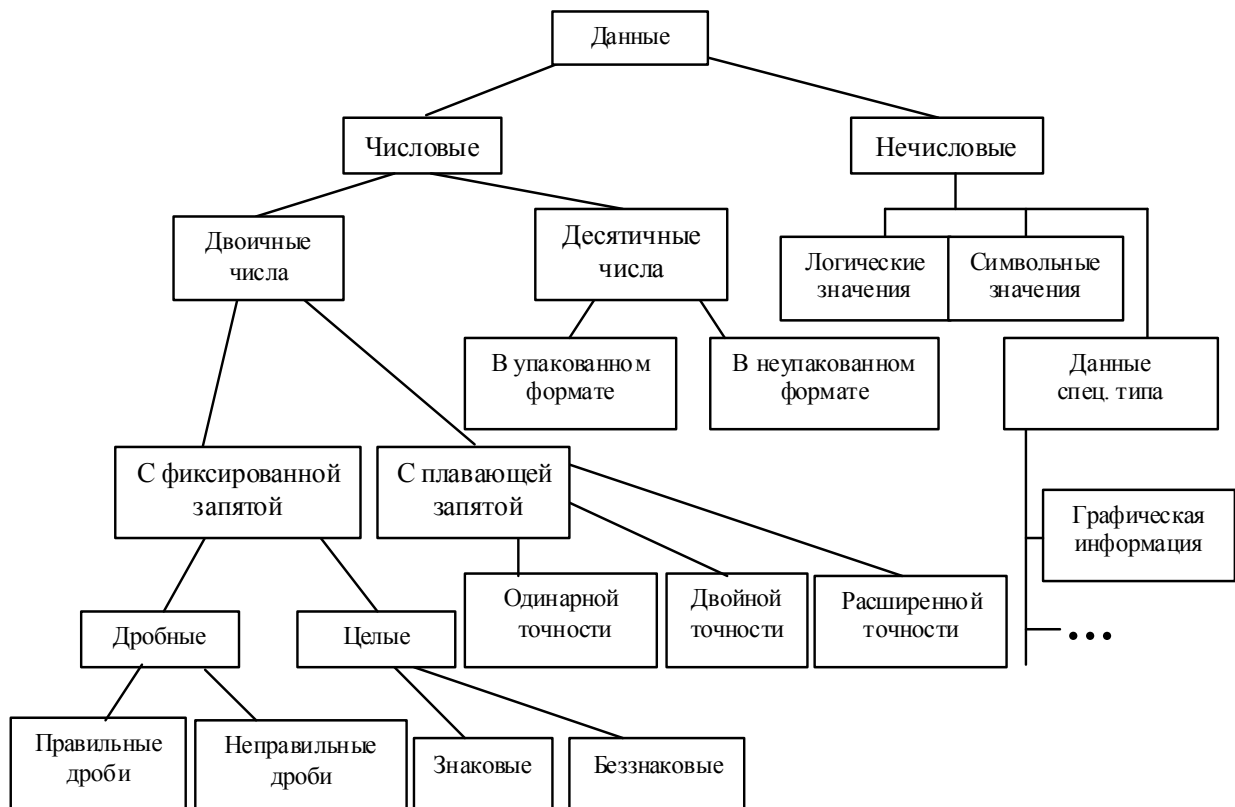 Данные
Числовые
Нечисловые
Двоичные
числа
Десятичные
числа
Логические
значения
Символьные
значения
В упакованном
формате
В неупакованном
формате
Данные
спец. типа
С фиксированной
запятой
С плавающей
запятой
Графическая
информация
Одинарной
точности
Двойной
точности
Расширенной
точности
Дробные
Целые
...
Правильные
дроби
Неправильные
дроби
Знаковые
Беззнаковые